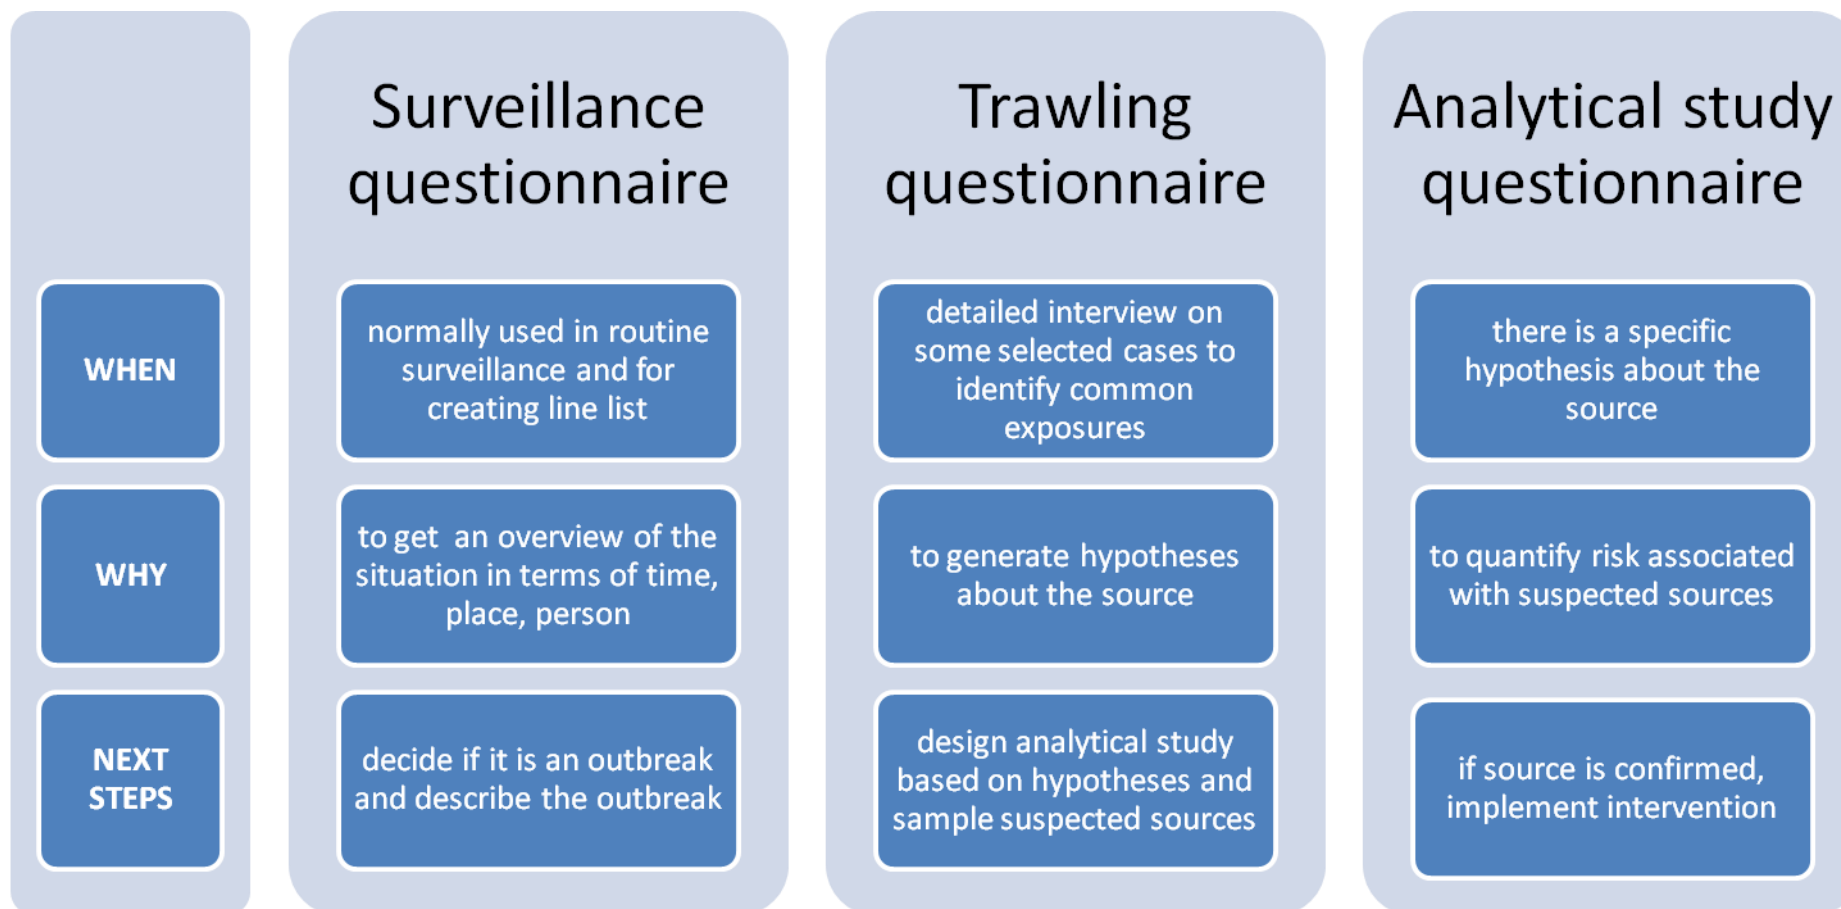 Surveillance
questionnaire
Trawling
questionnaire
Analytical study
questionnaire
WHEN
normally used in routine
surveillance and for
creating line list
detailed interview on
some selected cases to
identify common
exposures
there is a specific
hypothesis about the
source
WHY
to get an overview of the
situation in terms of time,
place, person
to generate hypotheses
about the source
to quantify risk associated
with suspected sources
NEXT
STEPS
decide if it is an outbreak
and describe the outbreak
design analytical study
based on hypotheses and
sample suspected sources
if source is confirmed,
implement intervention